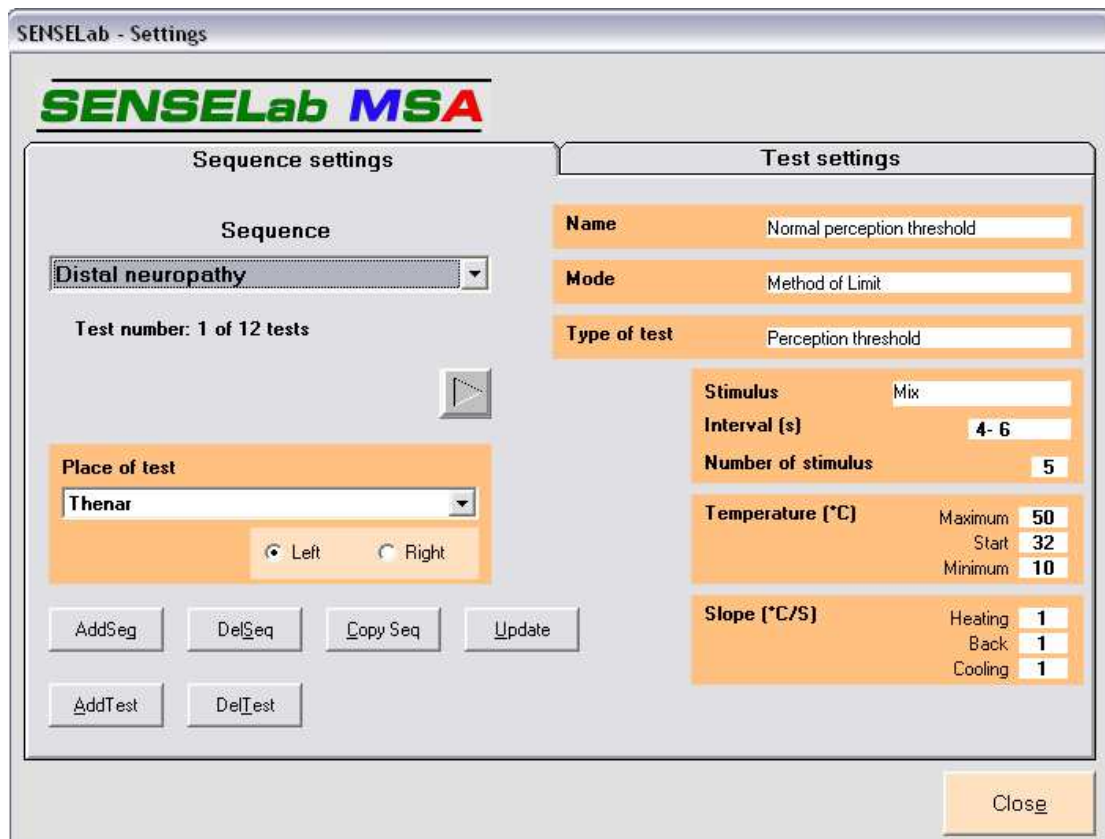 SENSELab - Settings
SENSELab MSA
Sequence settings
Test settings
Sequence
Distal neuropathy
Test number: 1 of 12 tests
Place of test
Thenar
Left Right
AddSeg DelSeq Copy Seq Update
AddTest DelTest
Name Normal perception threshold
Mode Method of Limit
Type of test Perception threshold
Stimulus Mix
Interval (s) 4- 6
Number of stimulus 5
Temperature (*C) Maximum 50
Start 32
Minimum 10
Slope (*C/S) Heating 1
Back 1
Cooling 1
Close